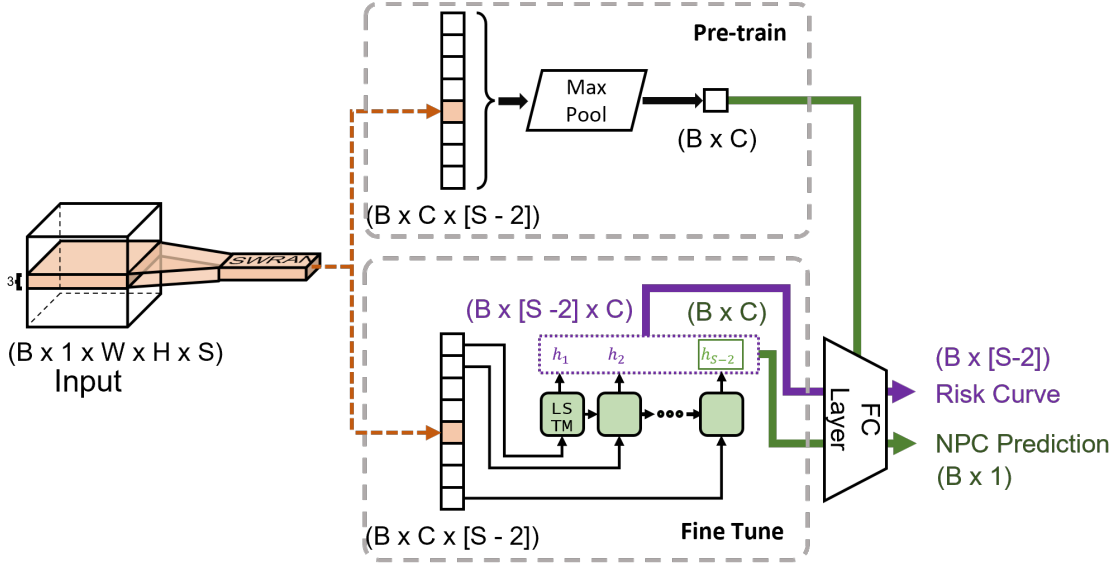 Pre-train
Max
Pool
(B x C)
(B x C x [S - 2])
SWRAN
3
(B x 1 x W x H x S)
Input
(B x [S -2] x C)
(B x C)
h₁
h₂
hS−2
LS
TM
FC
Layer
(B x [S-2])
Risk Curve
NPC Prediction
(B x 1)
(B x C x [S - 2])
Fine Tune